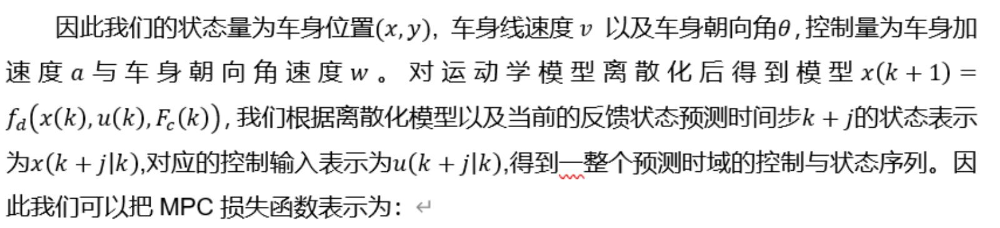 因此我们的状态量为车身位置(x, y)，车身线速度 v 以及车身朝向角θ,控制量为车身加
速度 a 与车身朝向角速度 w 。对运动学模型离散化后得到模型 x(k + 1) =
f_d(x(k), u(k), F_c(k)), 我们根据离散化模型以及当前的反馈状态预测时间步k + j的状态表示
为x(k + j|k),对应的控制输入表示为u(k + j|k),得到一整个预测时域的控制与状态序列。因
此我们可以把 MPC 损失函数表示为：↵